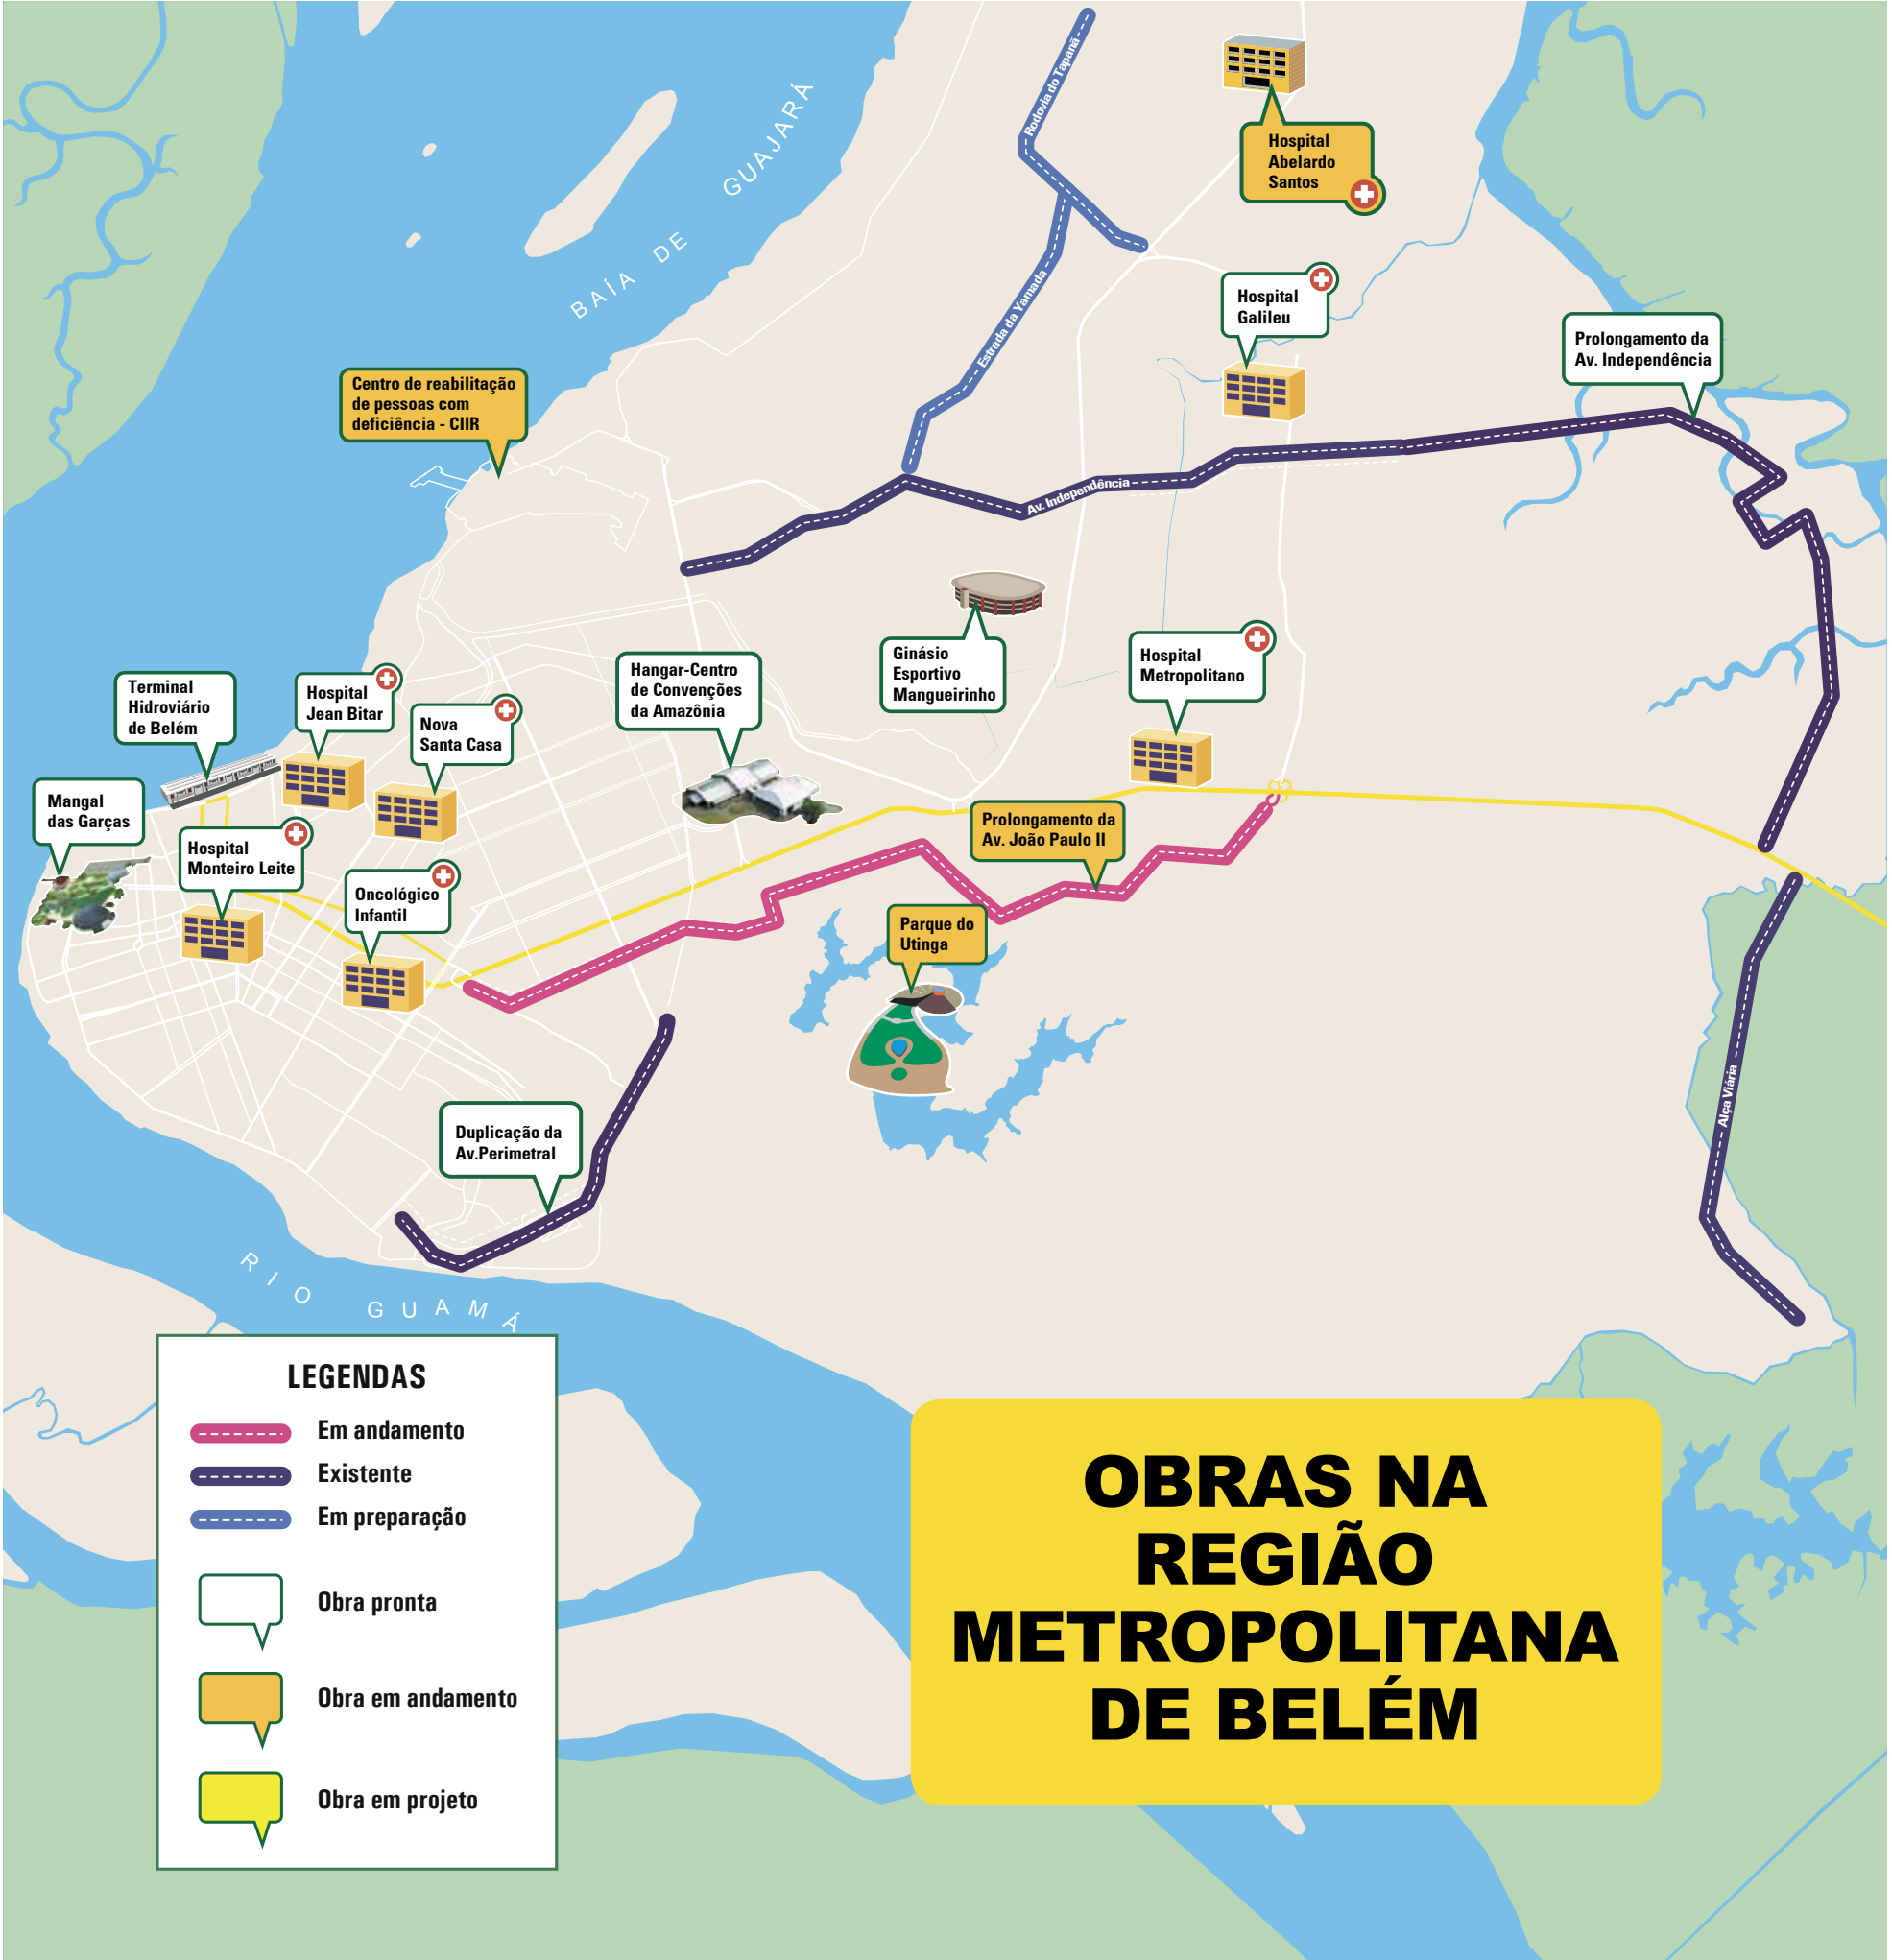 Rodovia do Tapanã
Hospital
Abelardo
Santos
BAÍA DE GUAJARÁ
Estrada da Yamada
Hospital
Galileu
Prolongamento da
Av. Independência
Centro de reabilitação
de pessoas com
deficiência - CIIR
Av. Independência
Ginásio
Esportivo
Mangueirinho
Hospital
Metropolitano
Hangar-Centro
de Convenções
da Amazônia
Terminal
Hidroviário
de Belém
Hospital
Jean Bitar
Nova
Santa Casa
Mangal
das Garças
Hospital
Monteiro Leite
Oncológico
Infantil
Prolongamento da
Av. João Paulo II
Parque do
Utinga
Duplicação da
Av.Perimetral
Alça Viária
RIO GUAMÁ
LEGENDAS
Em andamento
Existente
Em preparação
Obra pronta
Obra em andamento
Obra em projeto
OBRAS NA
REGIÃO
METROPOLITANA
DE BELÉM